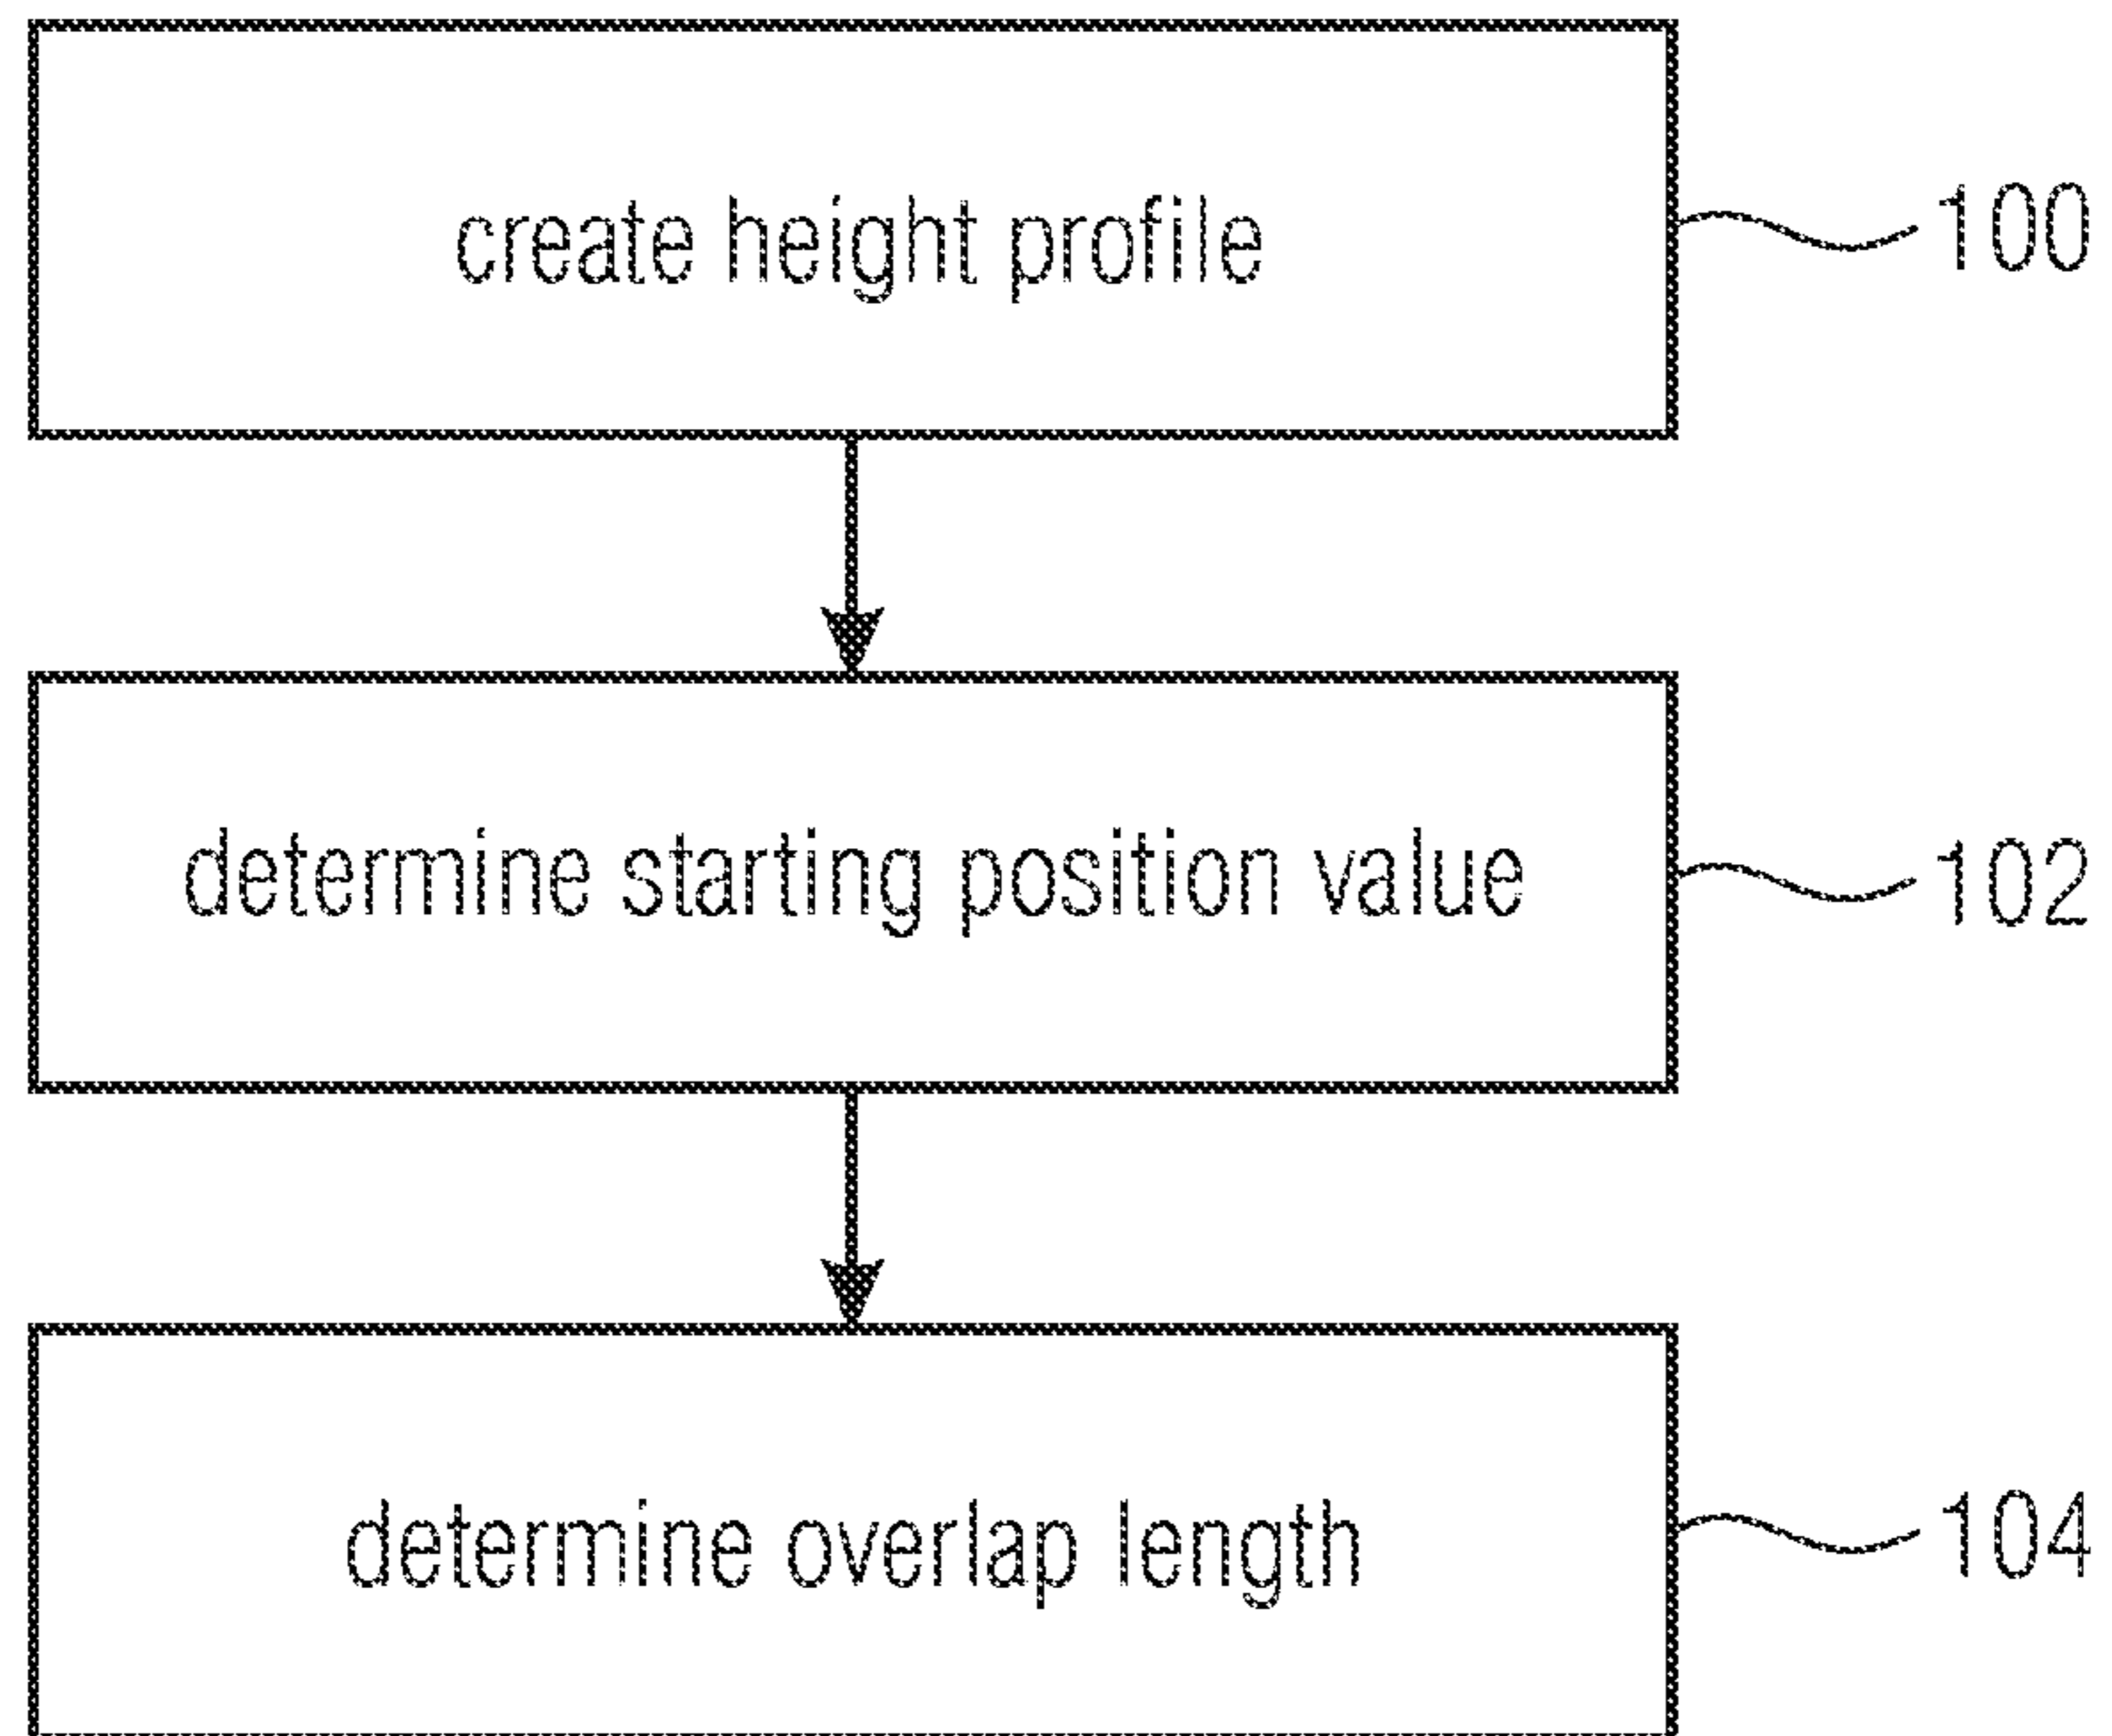 create height profile
100
determine starting position value
102
determine overlap length
104